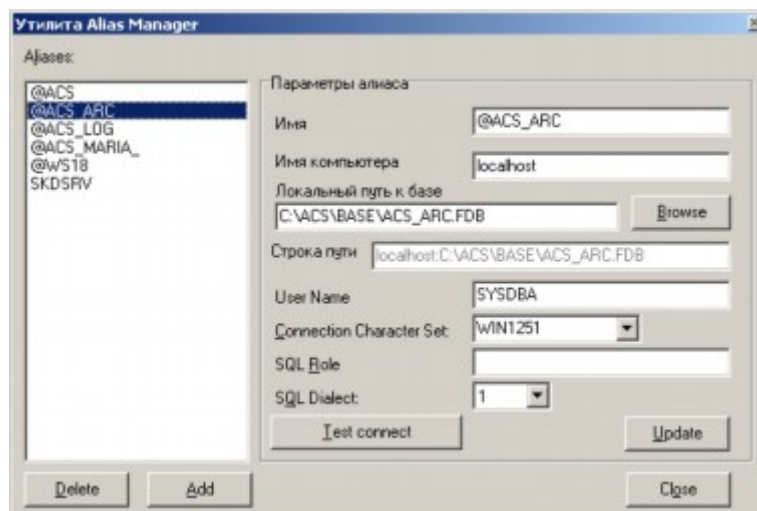 Утилита Alias Manager
Aliases:
@ACS
@ACS_ARC
@ACS_LOG
@ACS_MARIA_
@WS18
SKDSRV
Параметры алиаса
Имя
@ACS_ARC
Имя компьютера
localhost
Локальный путь к базе
C:\ACS\BASE\ACS_ARC.FDB
Browse
Строка пути
localhost:C:\ACS\BASE\ACS_ARC.FDB
User Name
SYSDBA
Connection Character Set:
WIN1251
SQL Role
SQL Dialect:
1
Test connect
Update
Delete
Add
Close